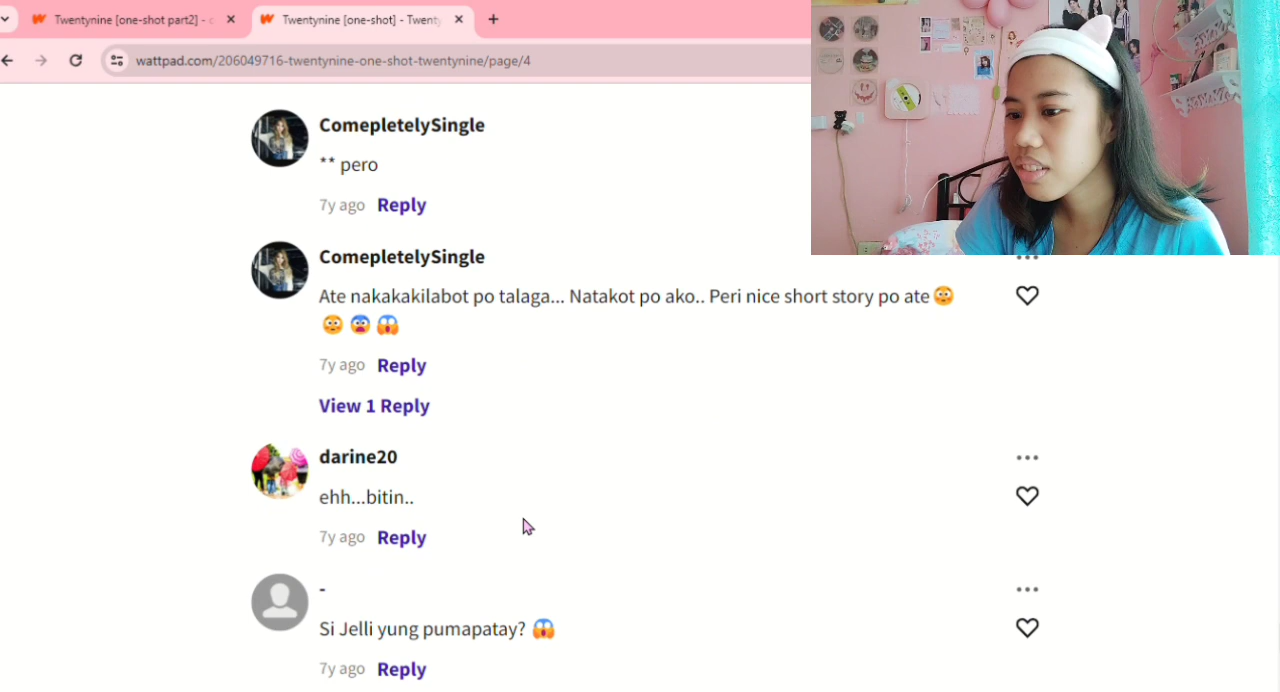 Twentynine [one-shot part2] - c
Twentynine [one-shot] - Twenty
wattpad.com/206049716-twentynine-one-shot-twentynine/page/4
ComepletelySingle
** pero
7y ago Reply
ComepletelySingle
Ate nakakakilabot po talaga... Natakot po ako.. Peri nice short story po ate 😳
😳 😨 😱
7y ago Reply
View 1 Reply
darine20
ehh...bitin..
7y ago Reply
-
Si Jelli yung pumapatay? 😱
7y ago Reply